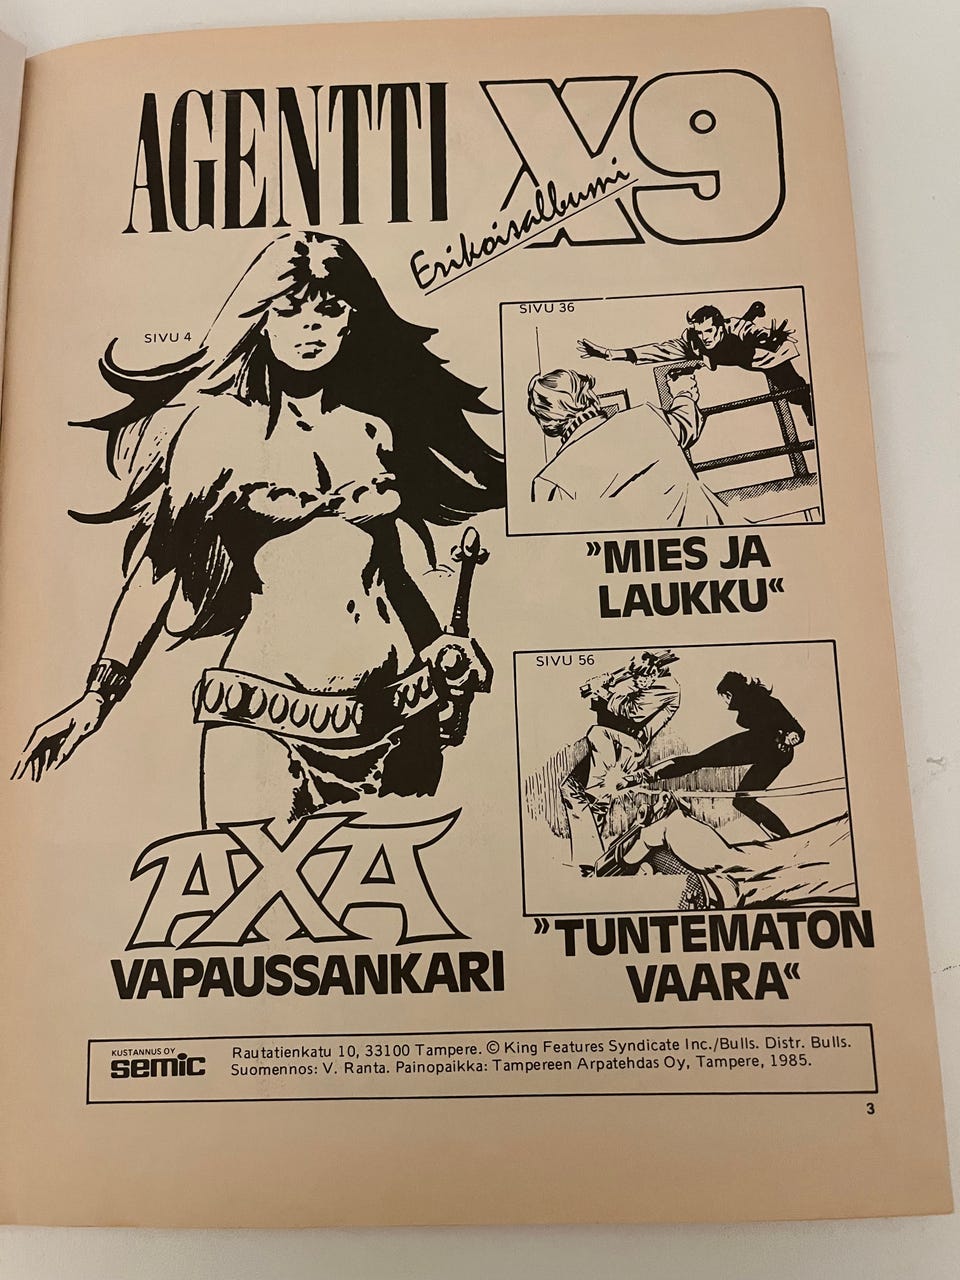 AGENTTI X9
Erikoisalbumi
SIVU 4
SIVU 36
”MIES JA
LAUKKU“
SIVU 56
”TUNTEMATON
VAARA“
AXA
VAPAUSSANKARI
KUSTANNUS OY
semic
Rautatienkatu 10, 33100 Tampere. © King Features Syndicate Inc./Bulls. Distr. Bulls.
Suomennos: V. Ranta. Painopaikka: Tampereen Arpatehdas Oy, Tampere, 1985.
3